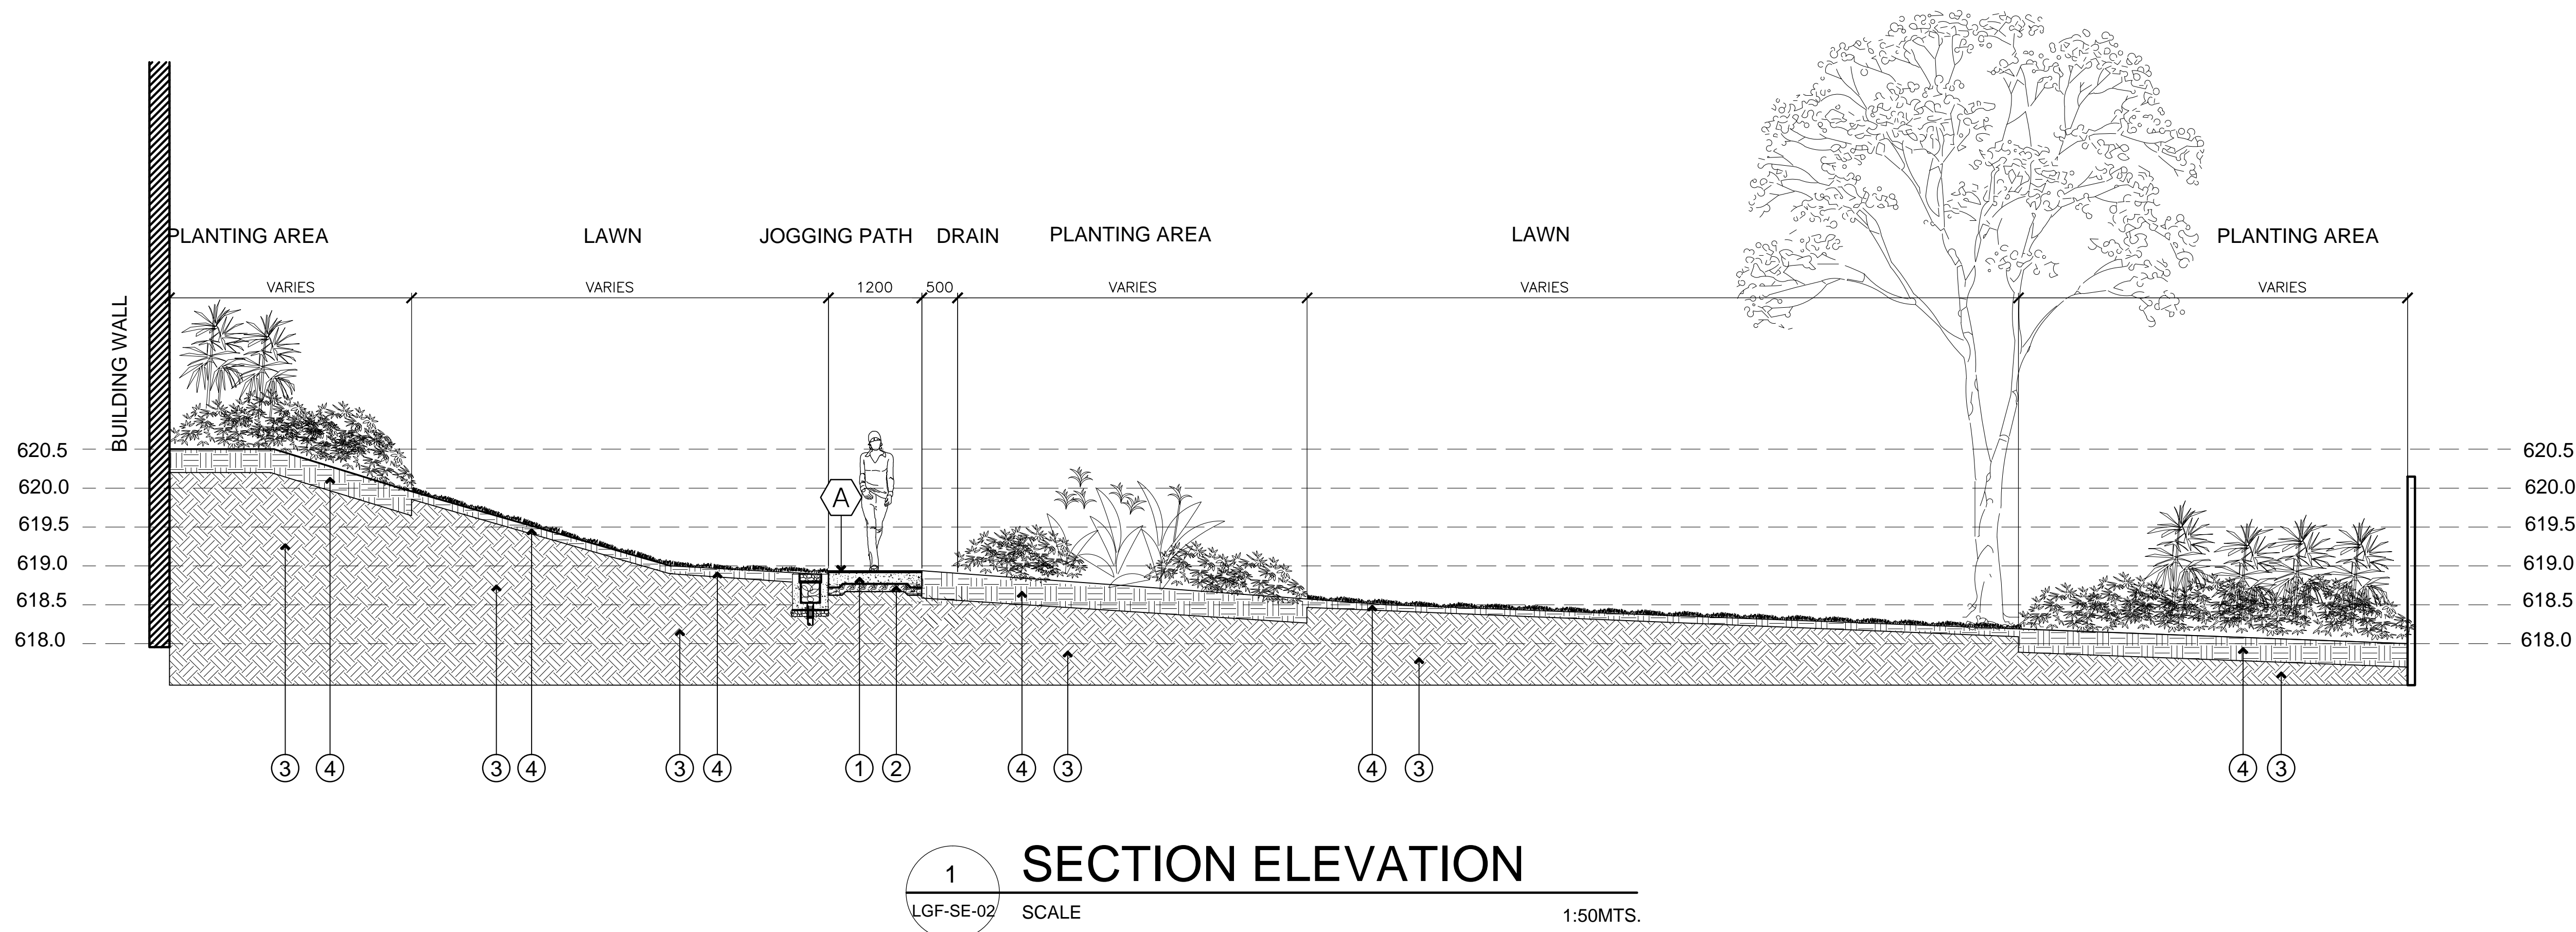 PLANTING AREA
LAWN
JOGGING PATH
DRAIN
PLANTING AREA
LAWN
PLANTING AREA
VARIES
VARIES
1200
500
VARIES
VARIES
VARIES
BUILDING WALL
620.5
620.0
619.5
619.0
618.5
618.0
A
620.5
620.0
619.5
619.0
618.5
618.0
3
4
3
4
3
4
1
2
4
3
4
3
4
3
1
LGF-SE-02
SECTION ELEVATION
SCALE
1:50MTS.